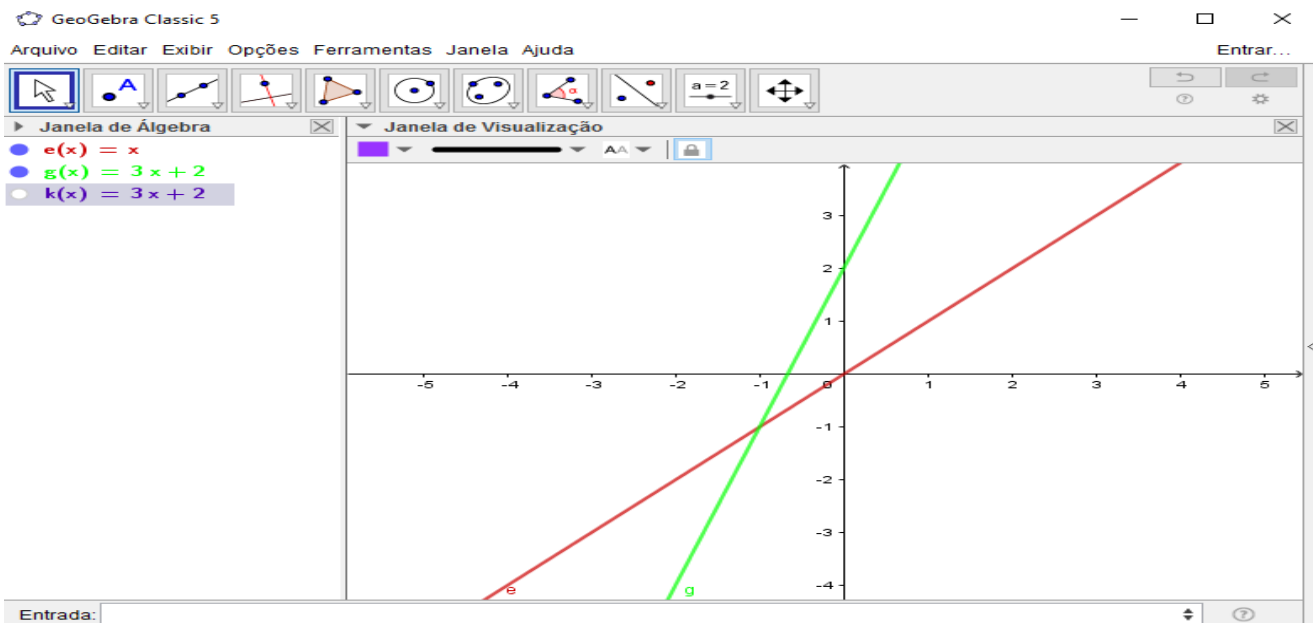 GeoGebra Classic 5
Arquivo Editar Exibir Opções Ferramentas Janela Ajuda Entrar...
A α a = 2
Janela de Álgebra
e(x) = x
g(x) = 3 x + 2
k(x) = 3 x + 2
Janela de Visualização
AA
3
2
1
-5 -4 -3 -2 -1 0 1 2 3 4 5
-1
-2
-3
-4
e g
Entrada: